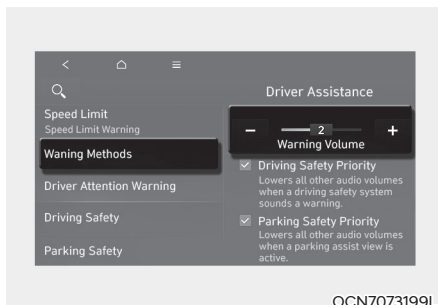 Driver Assistance
Speed Limit
Speed Limit Warning
Waning Methods
Driver Attention Warning
Driving Safety
Parking Safety
2
Warning Volume
Driving Safety Priority
Lowers all other audio volumes
when a driving safety system
sounds a warning.
Parking Safety Priority
Lowers all other audio volumes
when a parking assist view is
active.
OCN7073199L